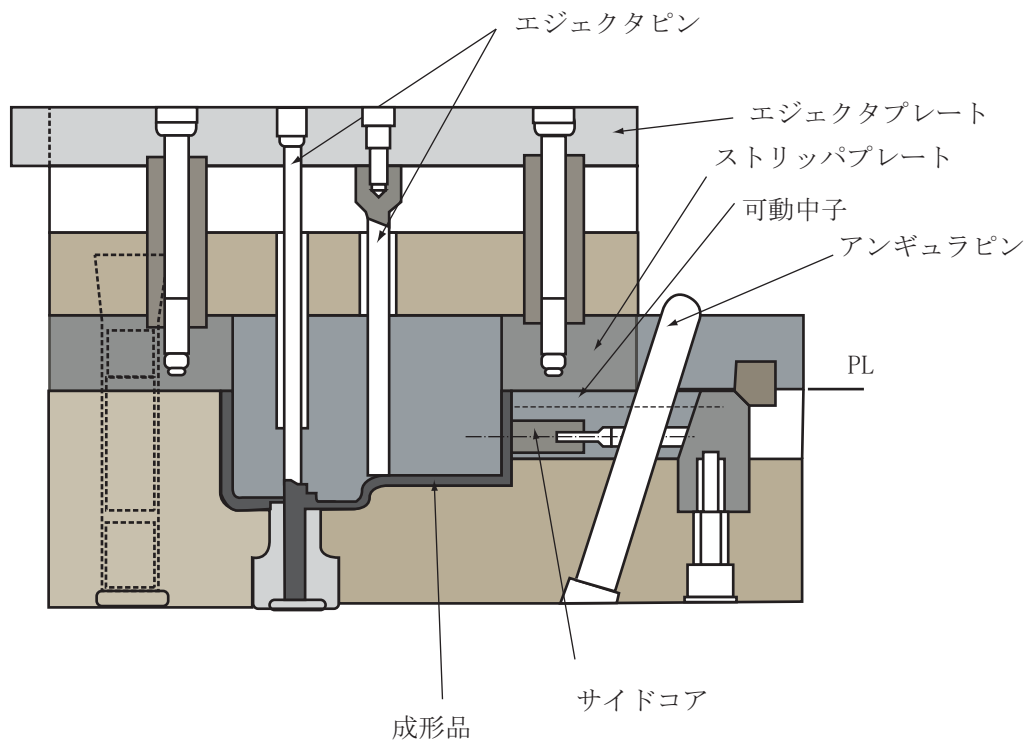 エジェクタピン
エジェクタプレート
ストリッパプレート
可動中子
アンギュラピン
PL
サイドコア
成形品